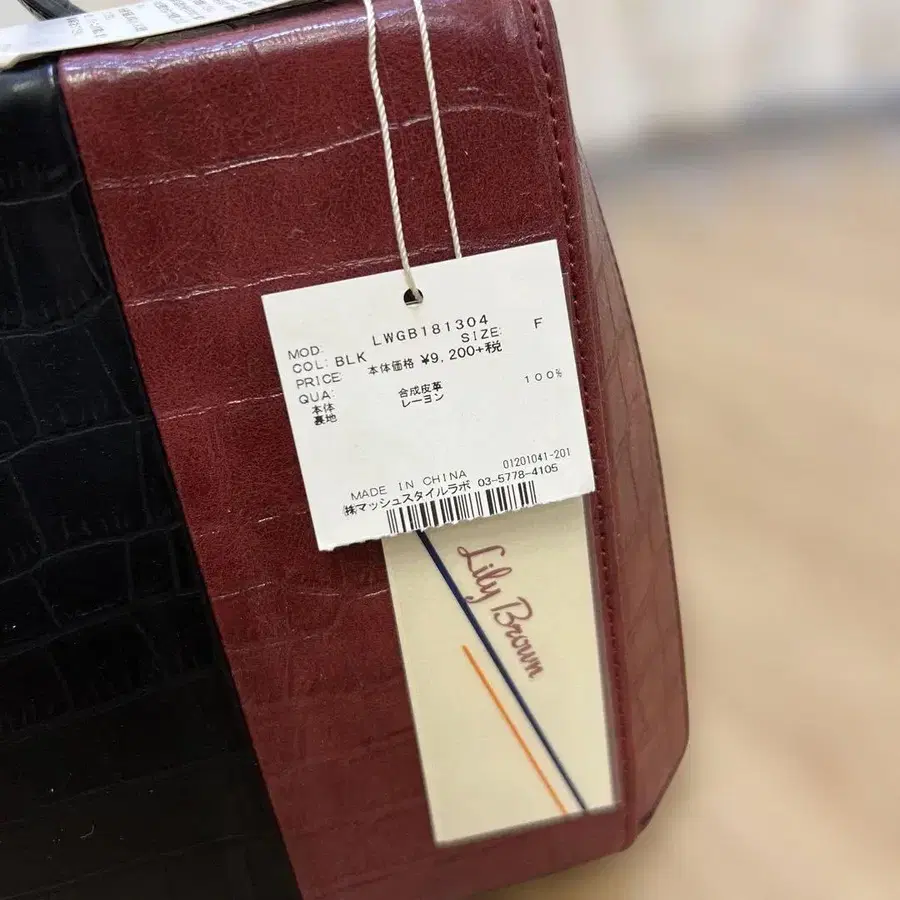 MOD: LWGB181304
COL: BLK SIZE: F
PRICE: 本体価格 ¥9,200+税
QUA:
本体 合成皮革 100%
裏地 レーヨン
01201041-201
MADE IN CHINA
㈱マッシュスタイルラボ 03-5778-4105
Lily Brown